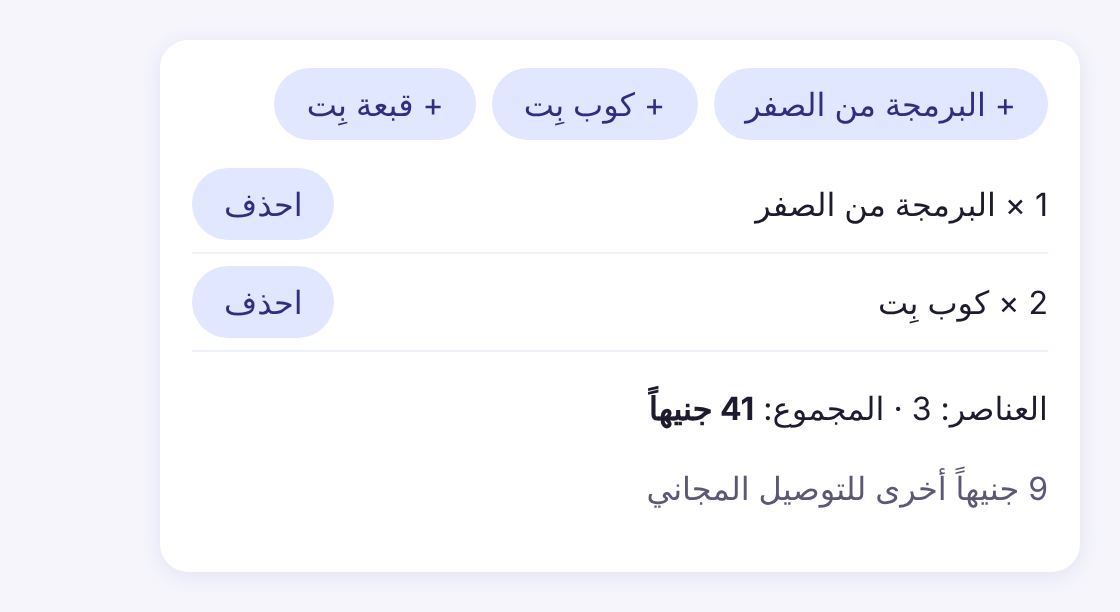 + البرمجة من الصفر + كوب بِت + قبعة بِت
1 × البرمجة من الصفر احذف
2 × كوب بِت احذف
العناصر: 3 · المجموع: 41 جنيهاً
9 جنيهاً أخرى للتوصيل المجاني